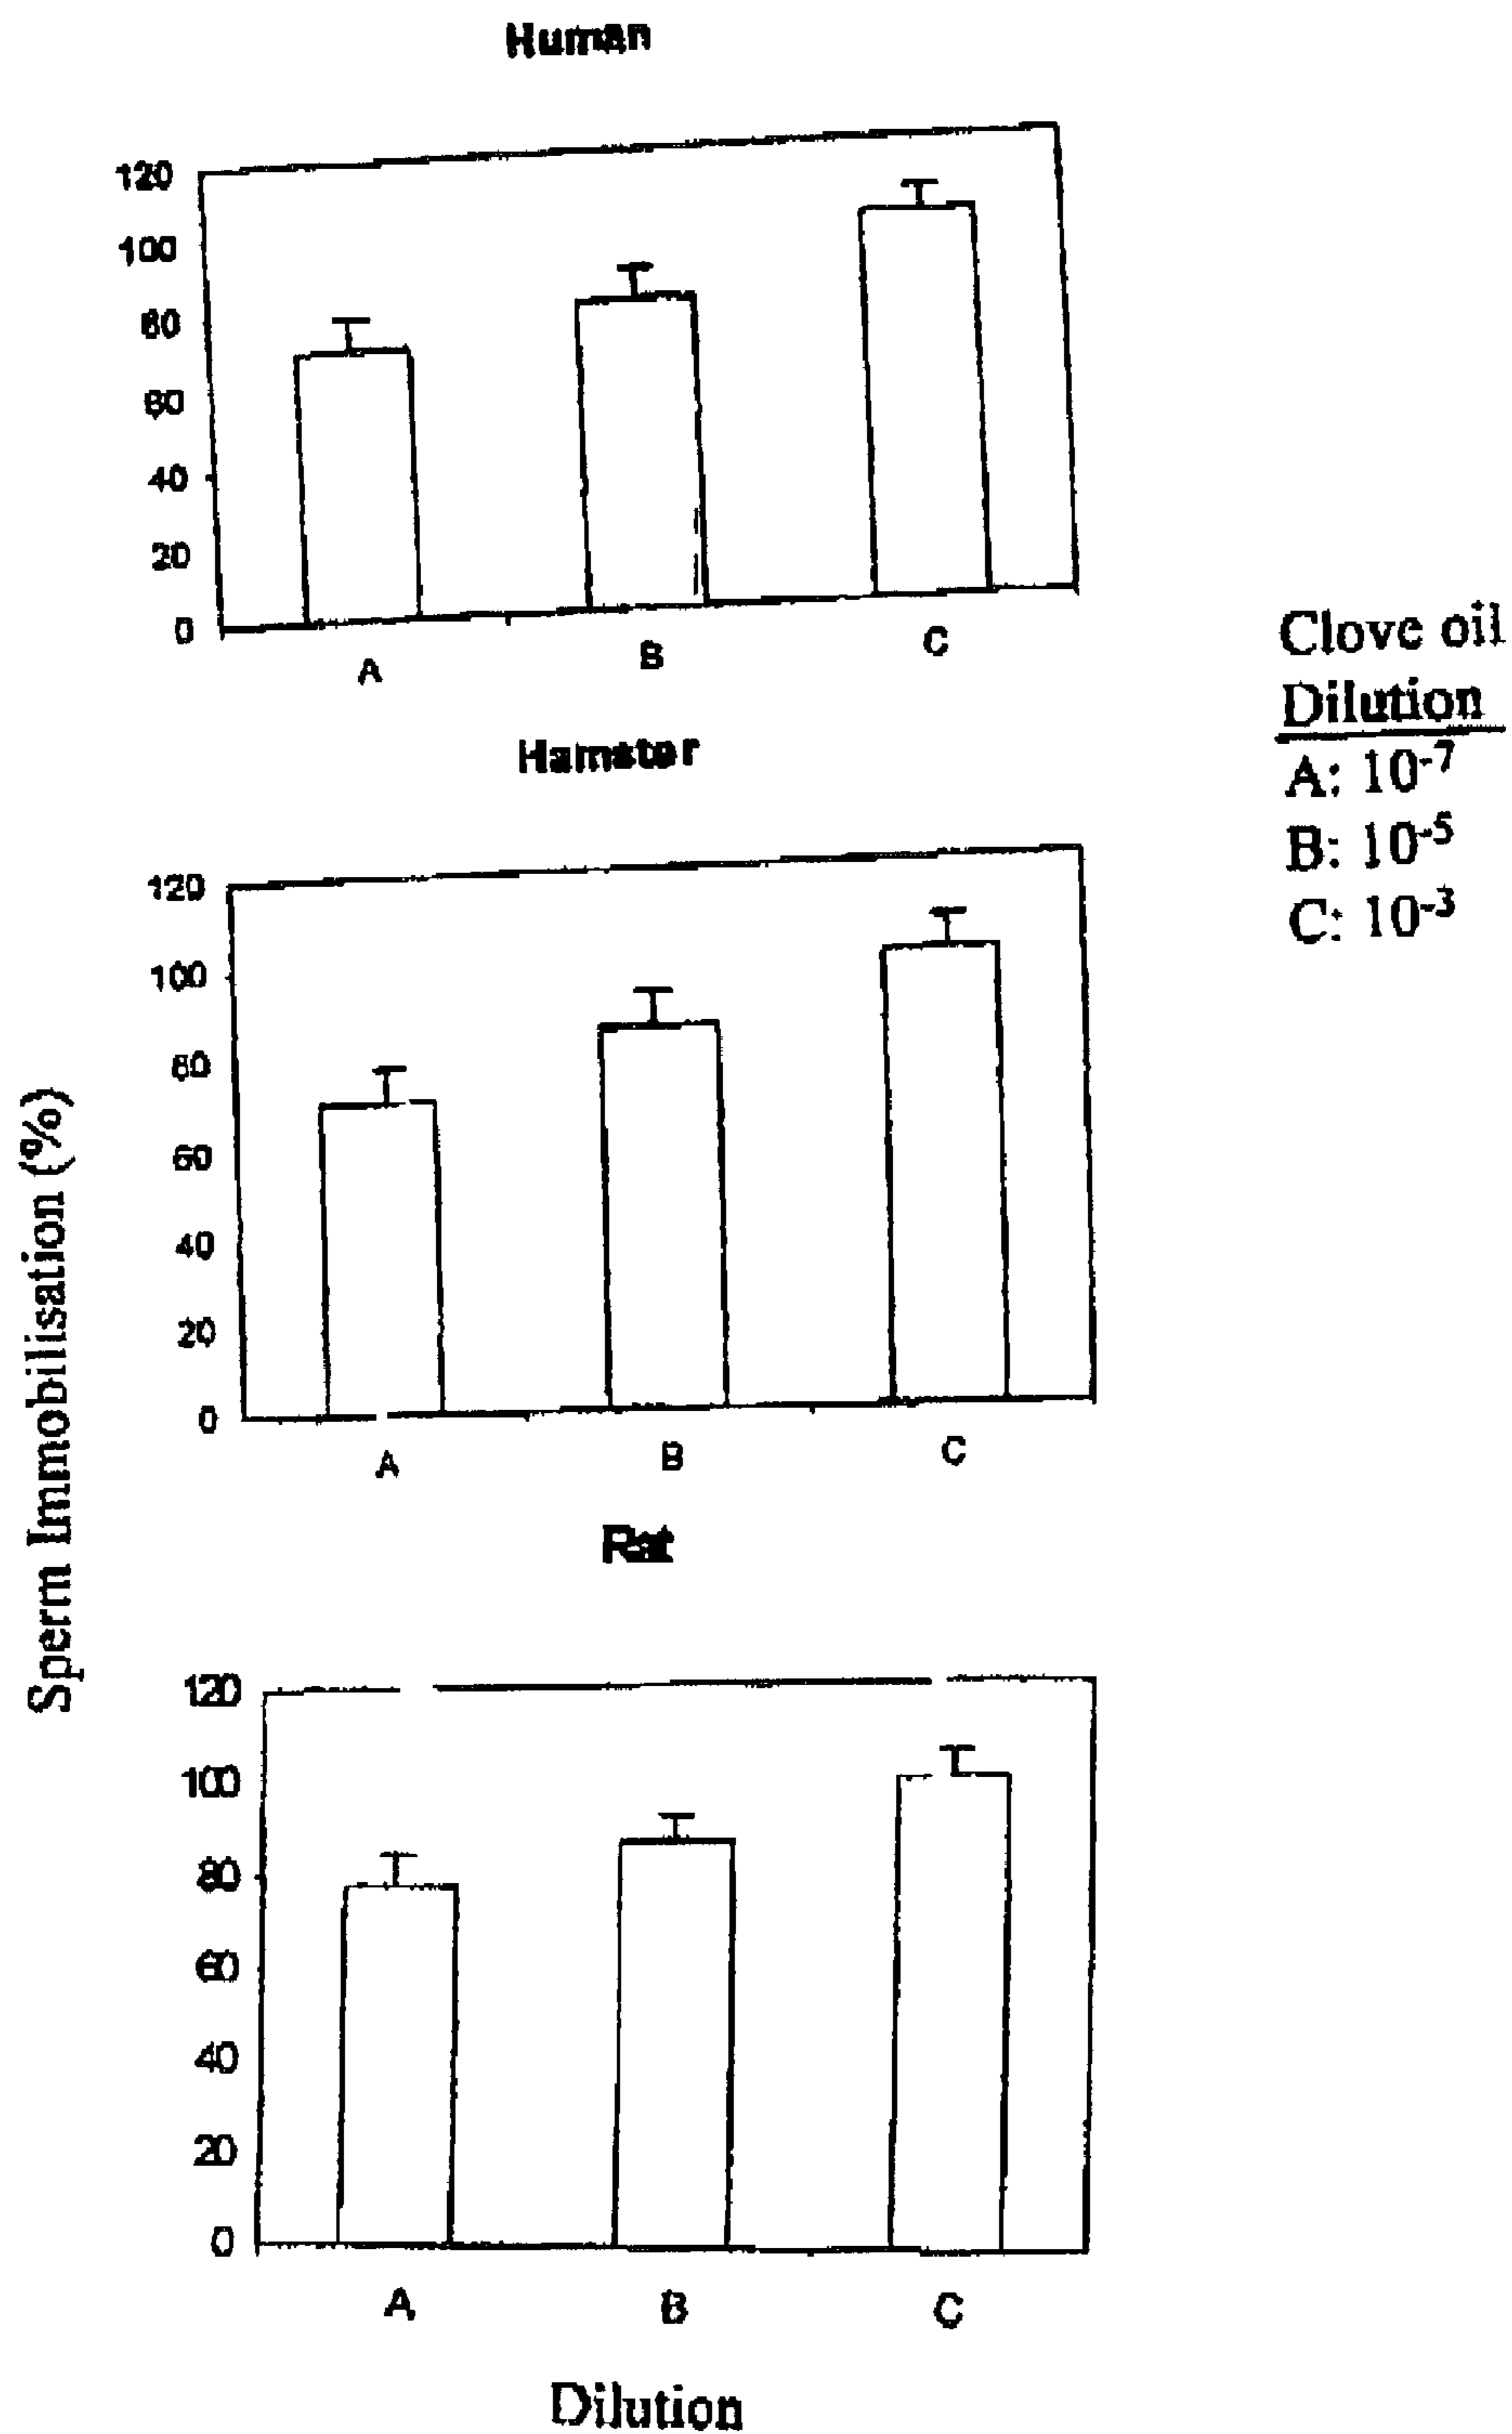 Human
120
100
80
60
40
20
0
A B C
Clove oil
Dilution
A: 10⁻⁷
B: 10⁻⁵
C: 10⁻³
Hamster
120
100
80
60
40
20
0
A B C
Sperm Immobilisation (%)
Rat
120
100
80
60
40
20
0
A B C
Dilution